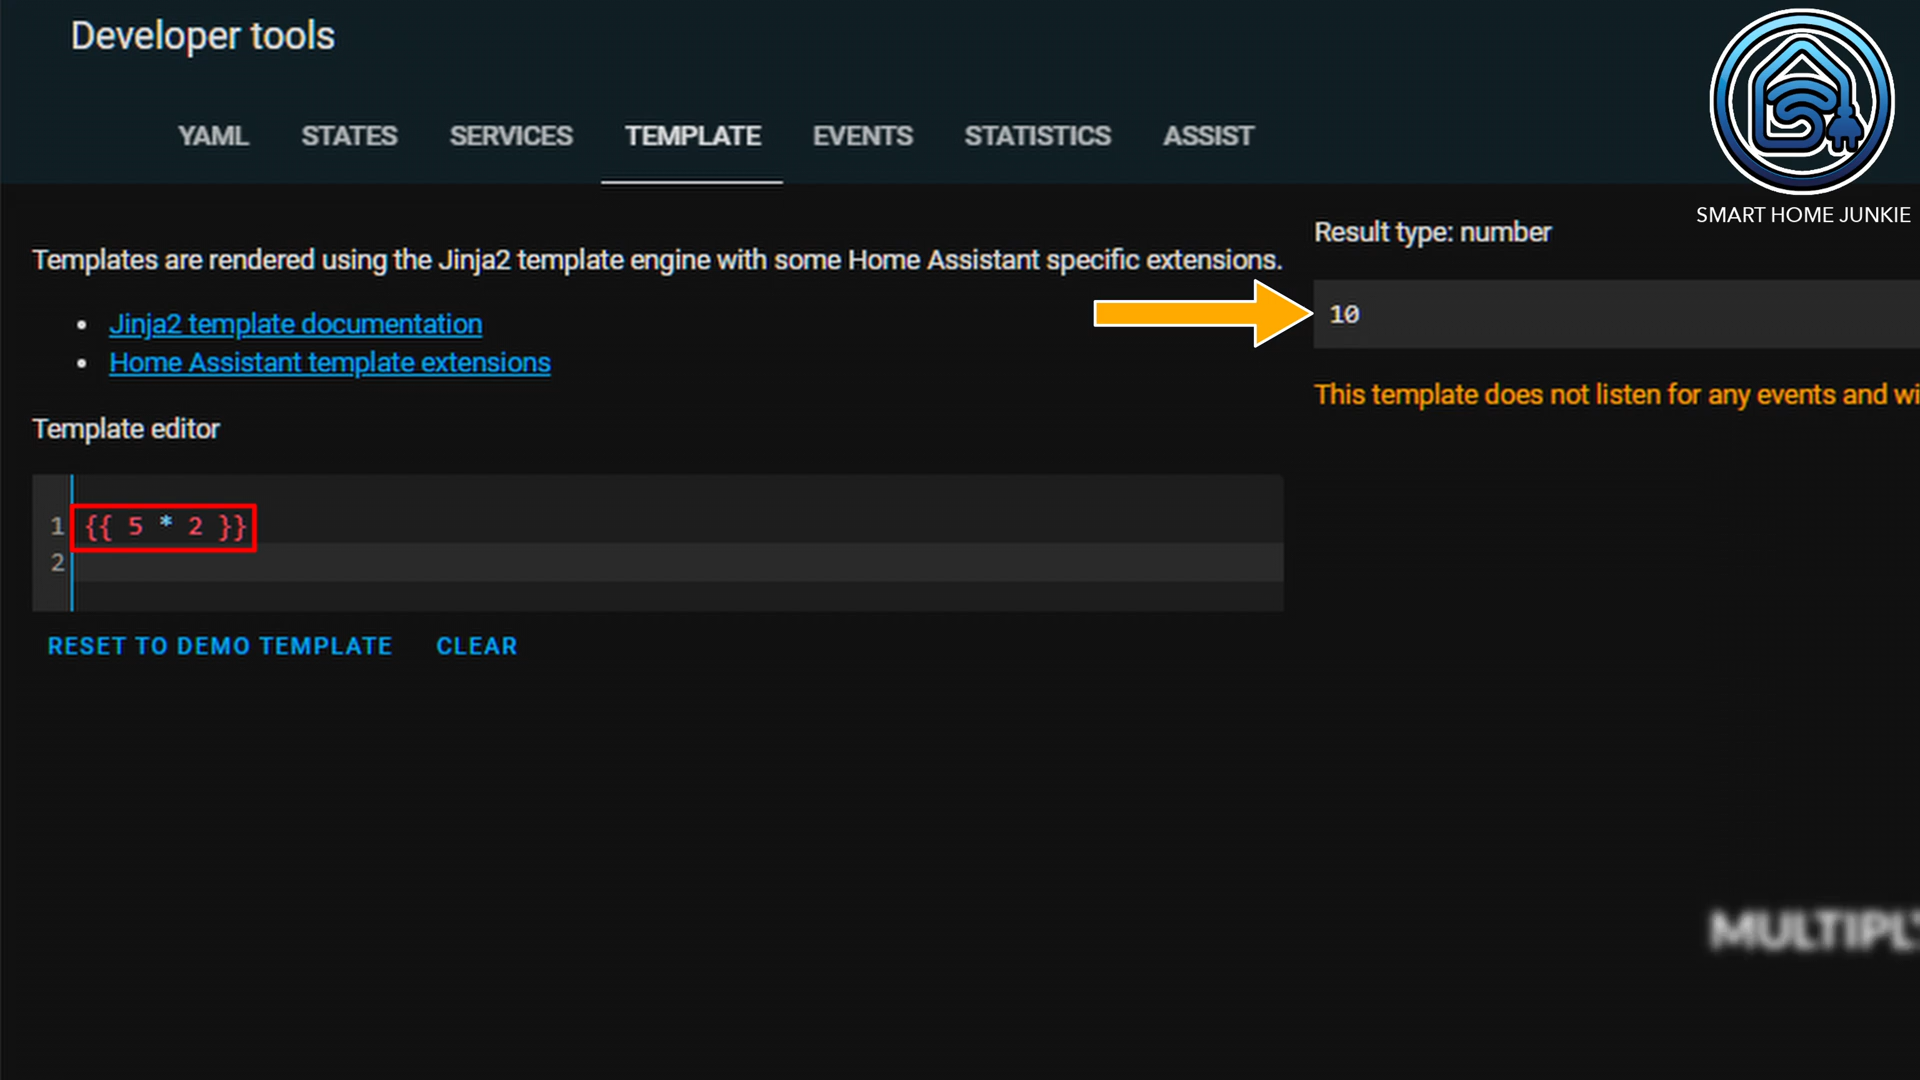 Developer tools
YAML STATES SERVICES TEMPLATE EVENTS STATISTICS ASSIST
SMART HOME JUNKIE
Templates are rendered using the Jinja2 template engine with some Home Assistant specific extensions.
• Jinja2 template documentation
• Home Assistant template extensions
Template editor
1 {{ 5 * 2 }}
2
RESET TO DEMO TEMPLATE CLEAR
Result type: number
10
This template does not listen for any events and wi
MULTIPLY